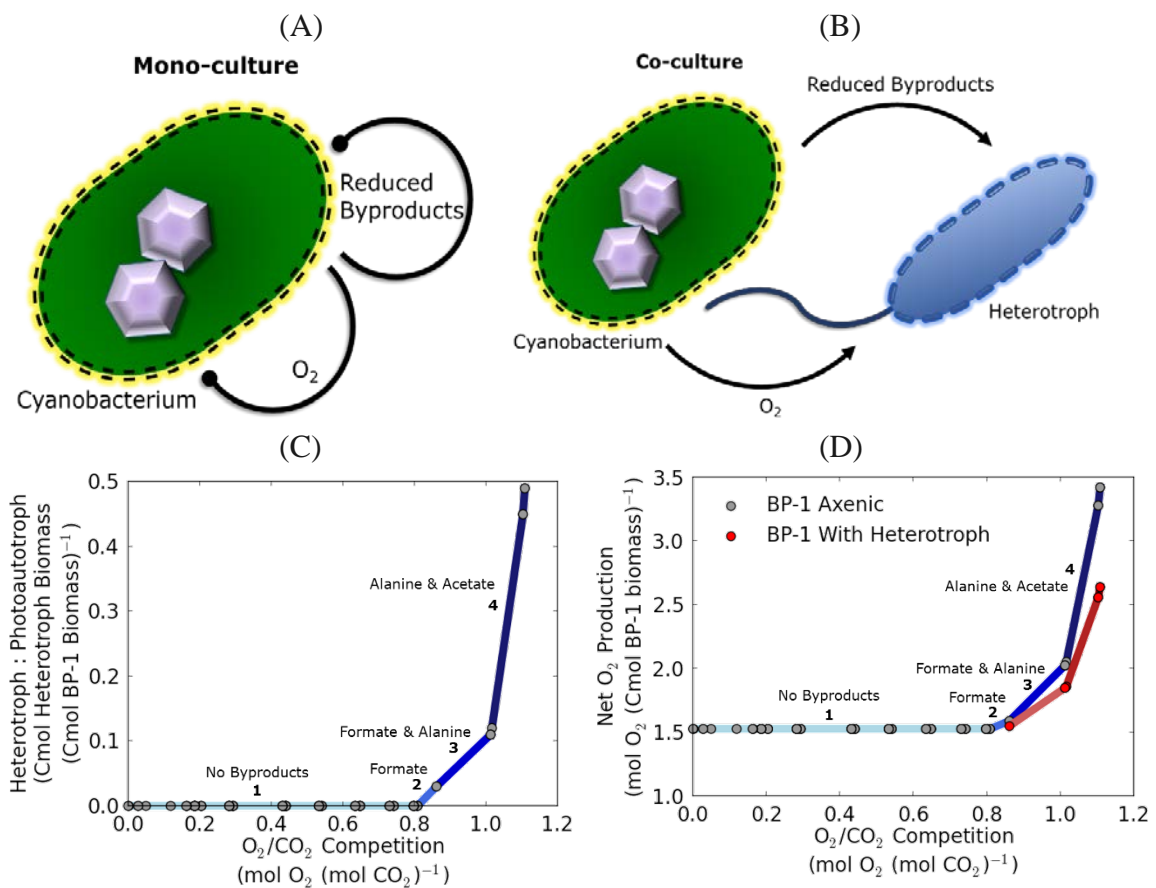 (A)
Mono-culture
Reduced
Byproducts
O₂
Cyanobacterium
(B)
Co-culture
Reduced Byproducts
Heterotroph
Cyanobacterium
O₂
(C)
Heterotroph : Photoautotroph
(Cmol Heterotroph Biomass
(Cmol BP-1 Biomass)⁻¹)
0.5
0.4
0.3
0.2
0.1
0.0
Alanine & Acetate
4
Formate & Alanine
3
Formate
2
No Byproducts
1
0.0 0.2 0.4 0.6 0.8 1.0 1.2
O₂/CO₂ Competition
(mol O₂ (mol CO₂)⁻¹)
(D)
Net O₂ Production
(mol O₂ (Cmol BP-1 biomass)⁻¹)
3.5
3.0
2.5
2.0
1.5
1.0
BP-1 Axenic
BP-1 With Heterotroph
4
Alanine & Acetate
Formate & Alanine
3
Formate
2
No Byproducts
1
0.0 0.2 0.4 0.6 0.8 1.0 1.2
O₂/CO₂ Competition
(mol O₂ (mol CO₂)⁻¹)